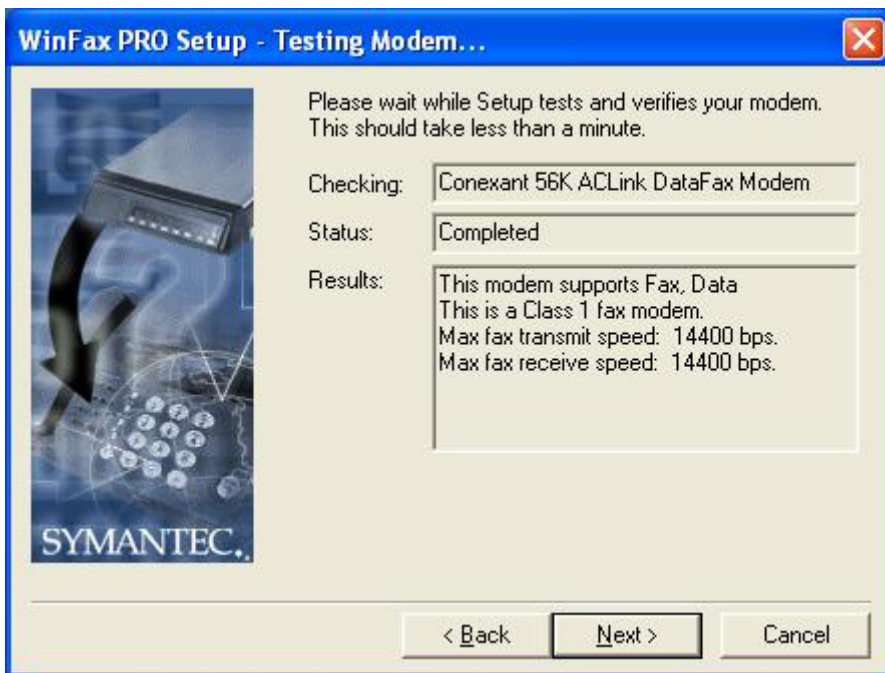 WinFax PRO Setup - Testing Modem...
Please wait while Setup tests and verifies your modem.
This should take less than a minute.
Checking: Conexant 56K ACLink DataFax Modem
Status: Completed
Results: This modem supports Fax, Data
This is a Class 1 fax modem.
Max fax transmit speed: 14400 bps.
Max fax receive speed: 14400 bps.
SYMANTEC.
< Back Next > Cancel